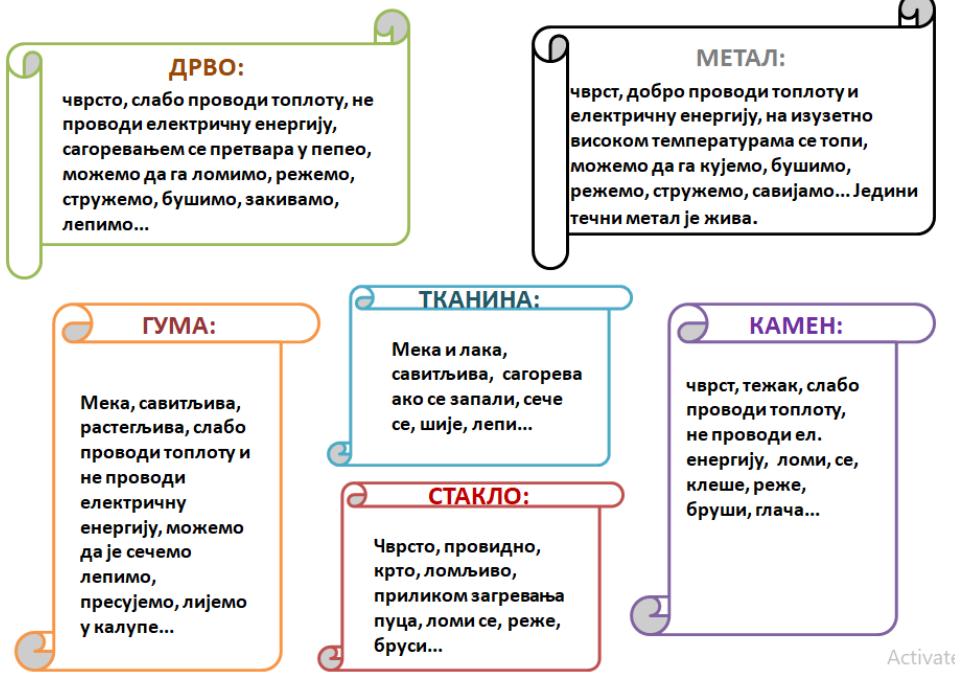 ДРВО:
чврсто, слабо проводи топлоту, не
проводи електричну енергију,
сагоревањем се претвара у пепео,
можемо да га ломимо, режемо,
стружемо, бушимо, закивамо,
лепимо...
МЕТАЛ:
чврст, добро проводи топлоту и
електричну енергију, на изузетно
високом температурама се топи,
можемо да га кујемо, бушимо,
режемо, стружемо, савијамо... Једини
течни метал је жива.
ГУМА:
Мека, савитљива,
растегљива, слабо
проводи топлоту и
не проводи
електричну
енергију, можемо
да је сечемо
лепимо,
пресујемо, лијемо
у калупе...
ТКАНИНА:
Мека и лака,
савитљива, сагорева
ако се запали, сече
се, шије, лепи...
СТАКЛО:
Чврсто, провидно,
крто, ломљиво,
приликом загревања
пуца, ломи се, реже,
бруси...
КАМЕН:
чврст, тежак, слабо
проводи топлоту,
не проводи ел.
енергију, ломи, се,
клеше, реже,
бруши, глача...
Activate